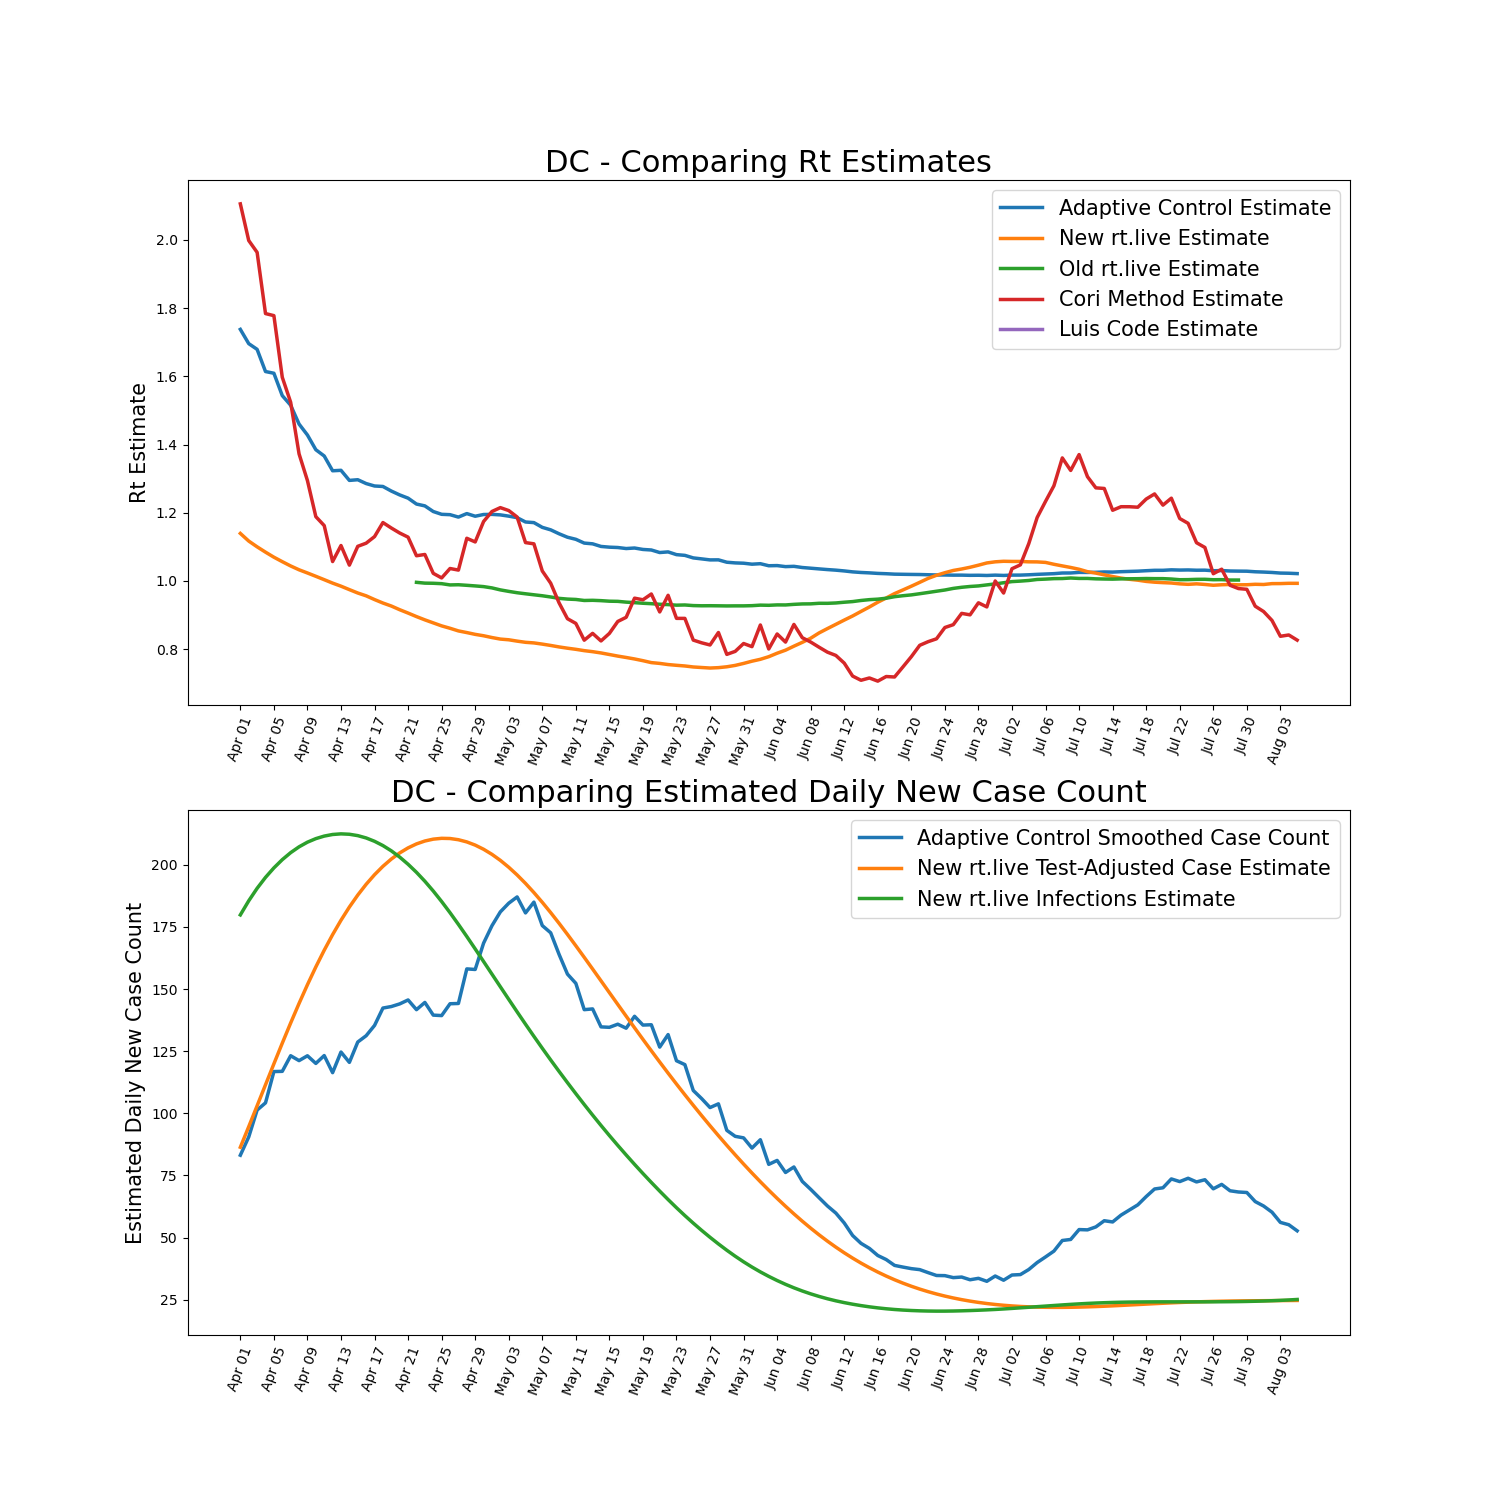 DC - Comparing Rt Estimates
Rt Estimate
2.0
1.8
1.6
1.4
1.2
1.0
0.8
Adaptive Control Estimate
New rt.live Estimate
Old rt.live Estimate
Cori Method Estimate
Luis Code Estimate
Apr 01 Apr 05 Apr 09 Apr 13 Apr 17 Apr 21 Apr 25 Apr 29 May 03 May 07 May 11 May 15 May 19 May 23 May 27 May 31 Jun 04 Jun 08 Jun 12 Jun 16 Jun 20 Jun 24 Jun 28 Jul 02 Jul 06 Jul 10 Jul 14 Jul 18 Jul 22 Jul 26 Jul 30 Aug 03
DC - Comparing Estimated Daily New Case Count
Estimated Daily New Case Count
200
175
150
125
100
75
50
25
Adaptive Control Smoothed Case Count
New rt.live Test-Adjusted Case Estimate
New rt.live Infections Estimate
Apr 01 Apr 05 Apr 09 Apr 13 Apr 17 Apr 21 Apr 25 Apr 29 May 03 May 07 May 11 May 15 May 19 May 23 May 27 May 31 Jun 04 Jun 08 Jun 12 Jun 16 Jun 20 Jun 24 Jun 28 Jul 02 Jul 06 Jul 10 Jul 14 Jul 18 Jul 22 Jul 26 Jul 30 Aug 03